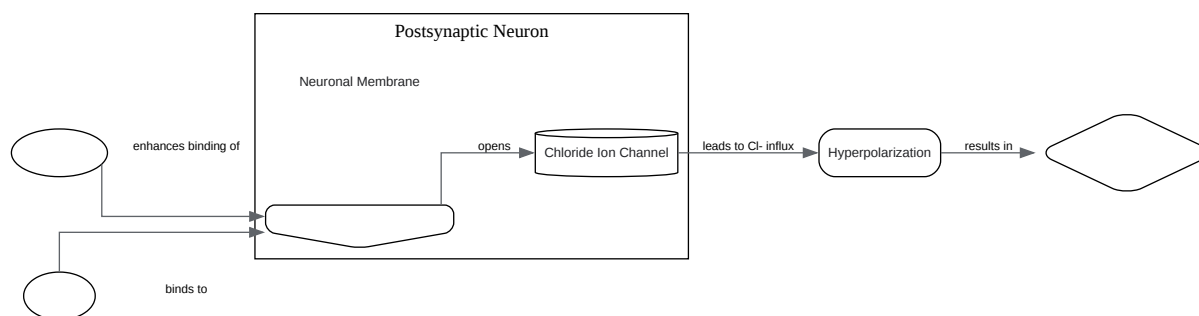 Postsynaptic Neuron
Neuronal Membrane
enhances binding of
opens
Chloride Ion Channel
leads to Cl- influx
Hyperpolarization
results in
binds to